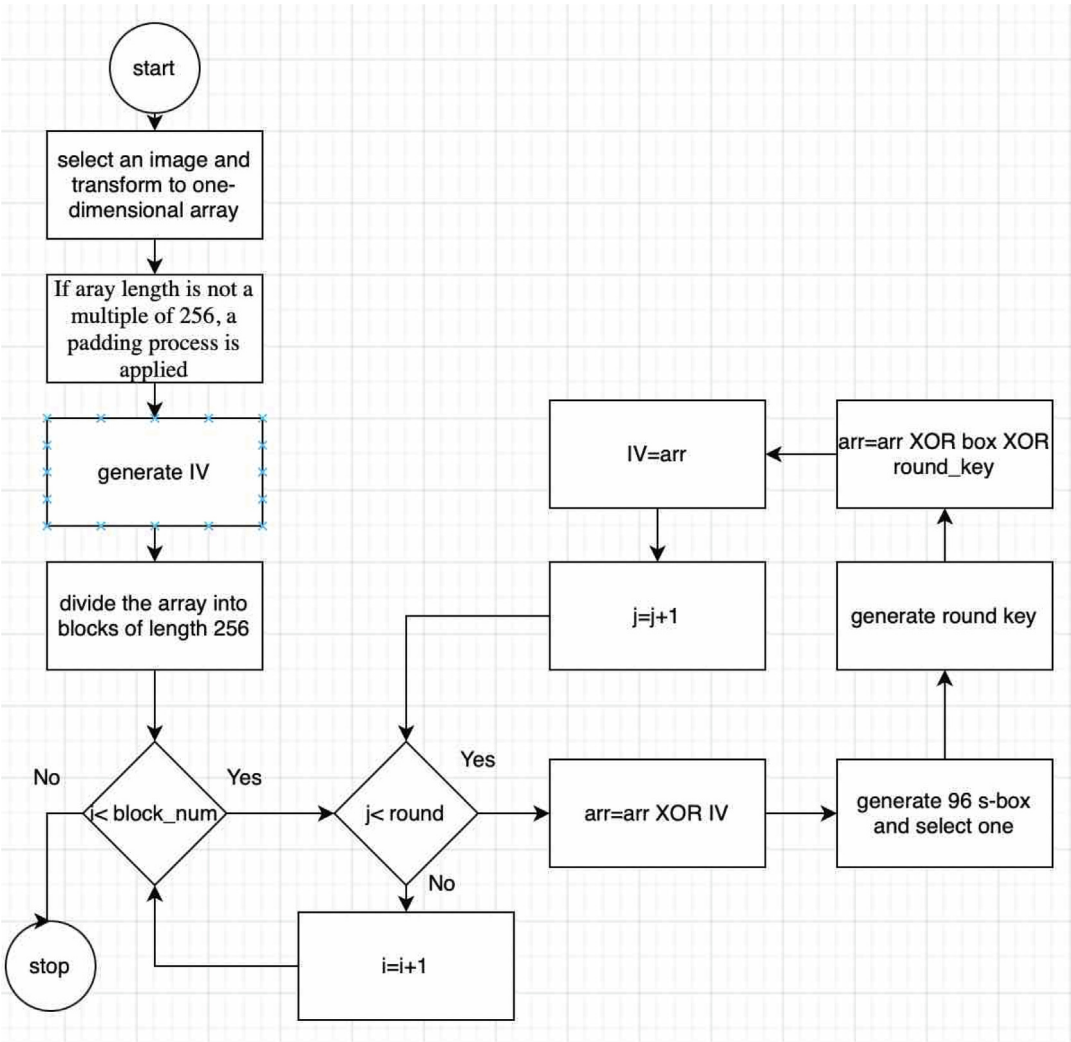 start
select an image and
transform to one-
dimensional array
If aray length is not a
multiple of 256, a
padding process is
applied
generate IV
divide the array into
blocks of length 256
No
i< block_num
Yes
stop
j< round
Yes
No
i=i+1
arr=arr XOR IV
generate 96 s-box
and select one
generate round key
arr=arr XOR box XOR
round_key
IV=arr
j=j+1